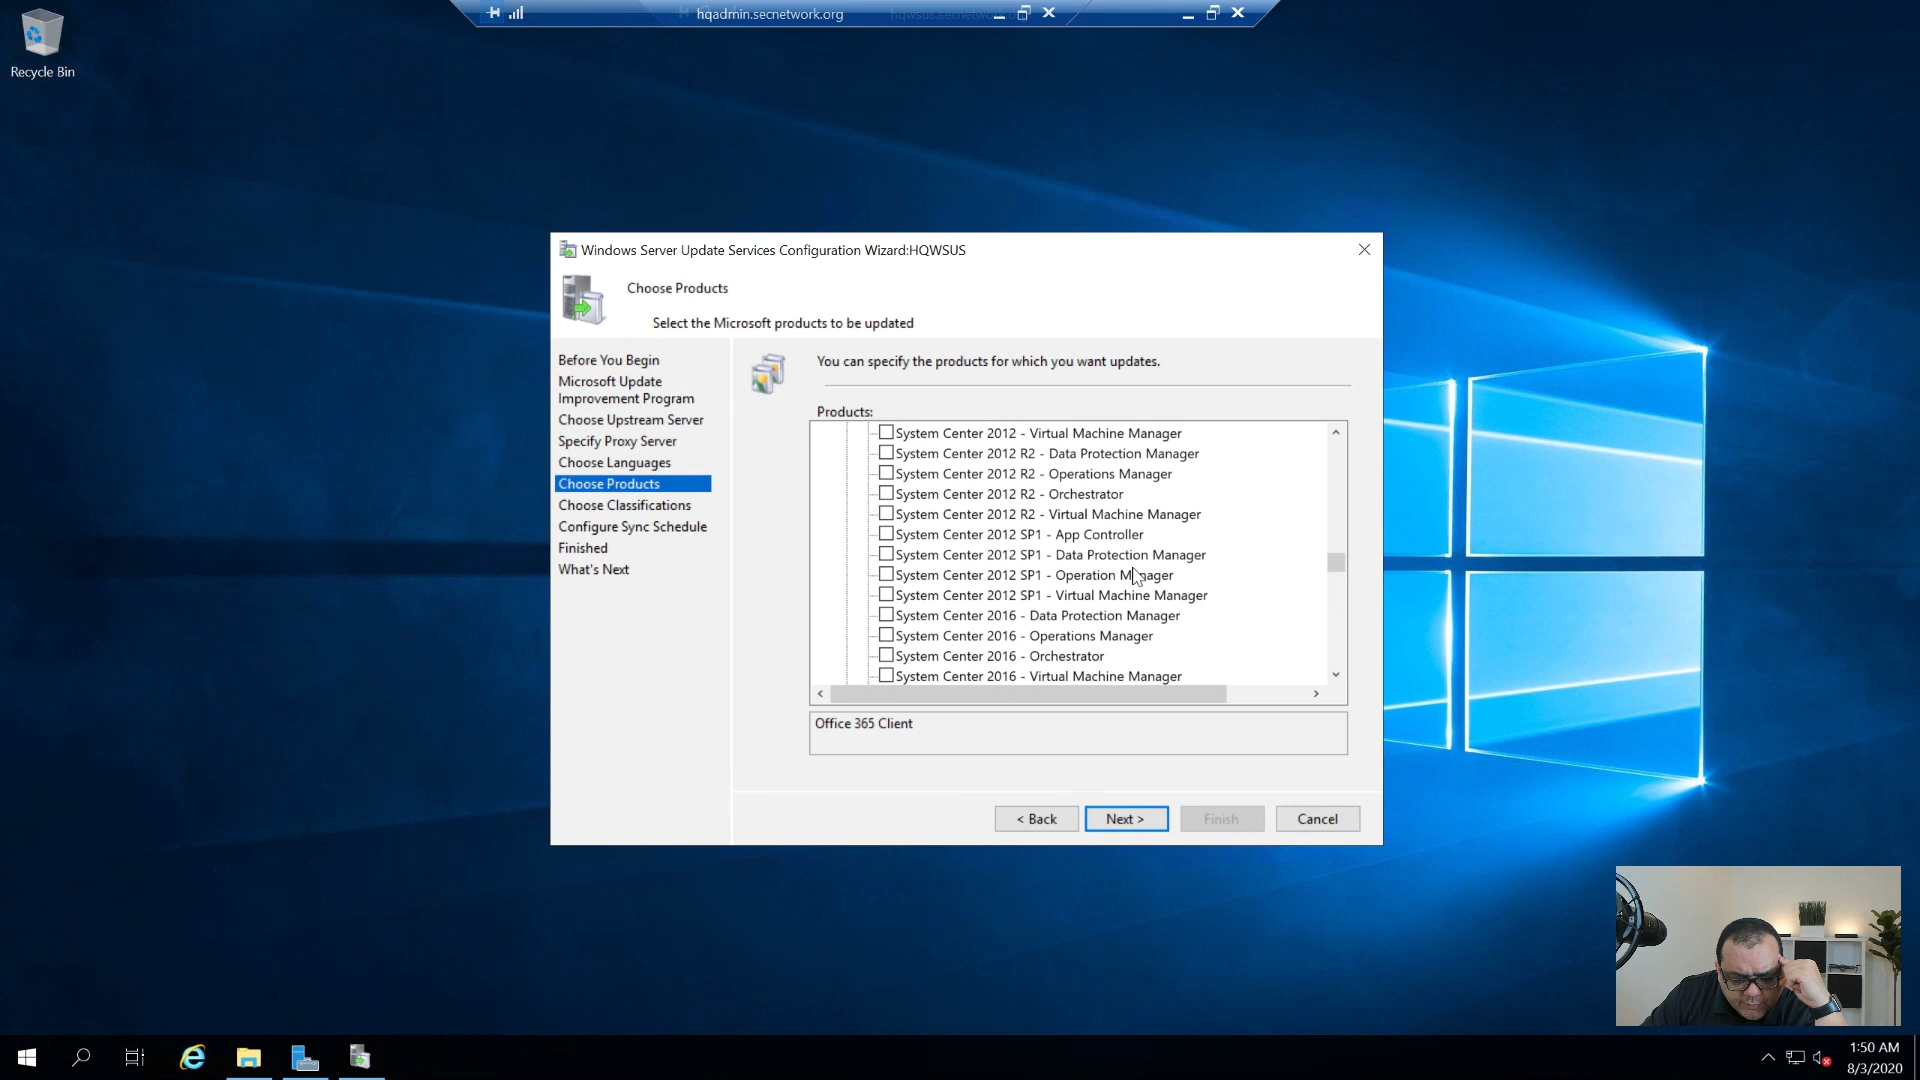 hqadmin.secnetwork.org
hqwsus.secnetwork.o
Recycle Bin
Windows Server Update Services Configuration Wizard:HQWSUS
Choose Products
Select the Microsoft products to be updated
Before You Begin
Microsoft Update
Improvement Program
Choose Upstream Server
Specify Proxy Server
Choose Languages
Choose Products
Choose Classifications
Configure Sync Schedule
Finished
What's Next
You can specify the products for which you want updates.
Products:
System Center 2012 - Virtual Machine Manager
System Center 2012 R2 - Data Protection Manager
System Center 2012 R2 - Operations Manager
System Center 2012 R2 - Orchestrator
System Center 2012 R2 - Virtual Machine Manager
System Center 2012 SP1 - App Controller
System Center 2012 SP1 - Data Protection Manager
System Center 2012 SP1 - Operation Manager
System Center 2012 SP1 - Virtual Machine Manager
System Center 2016 - Data Protection Manager
System Center 2016 - Operations Manager
System Center 2016 - Orchestrator
System Center 2016 - Virtual Machine Manager
Office 365 Client
< Back
Next >
Finish
Cancel
1:50 AM
8/3/2020